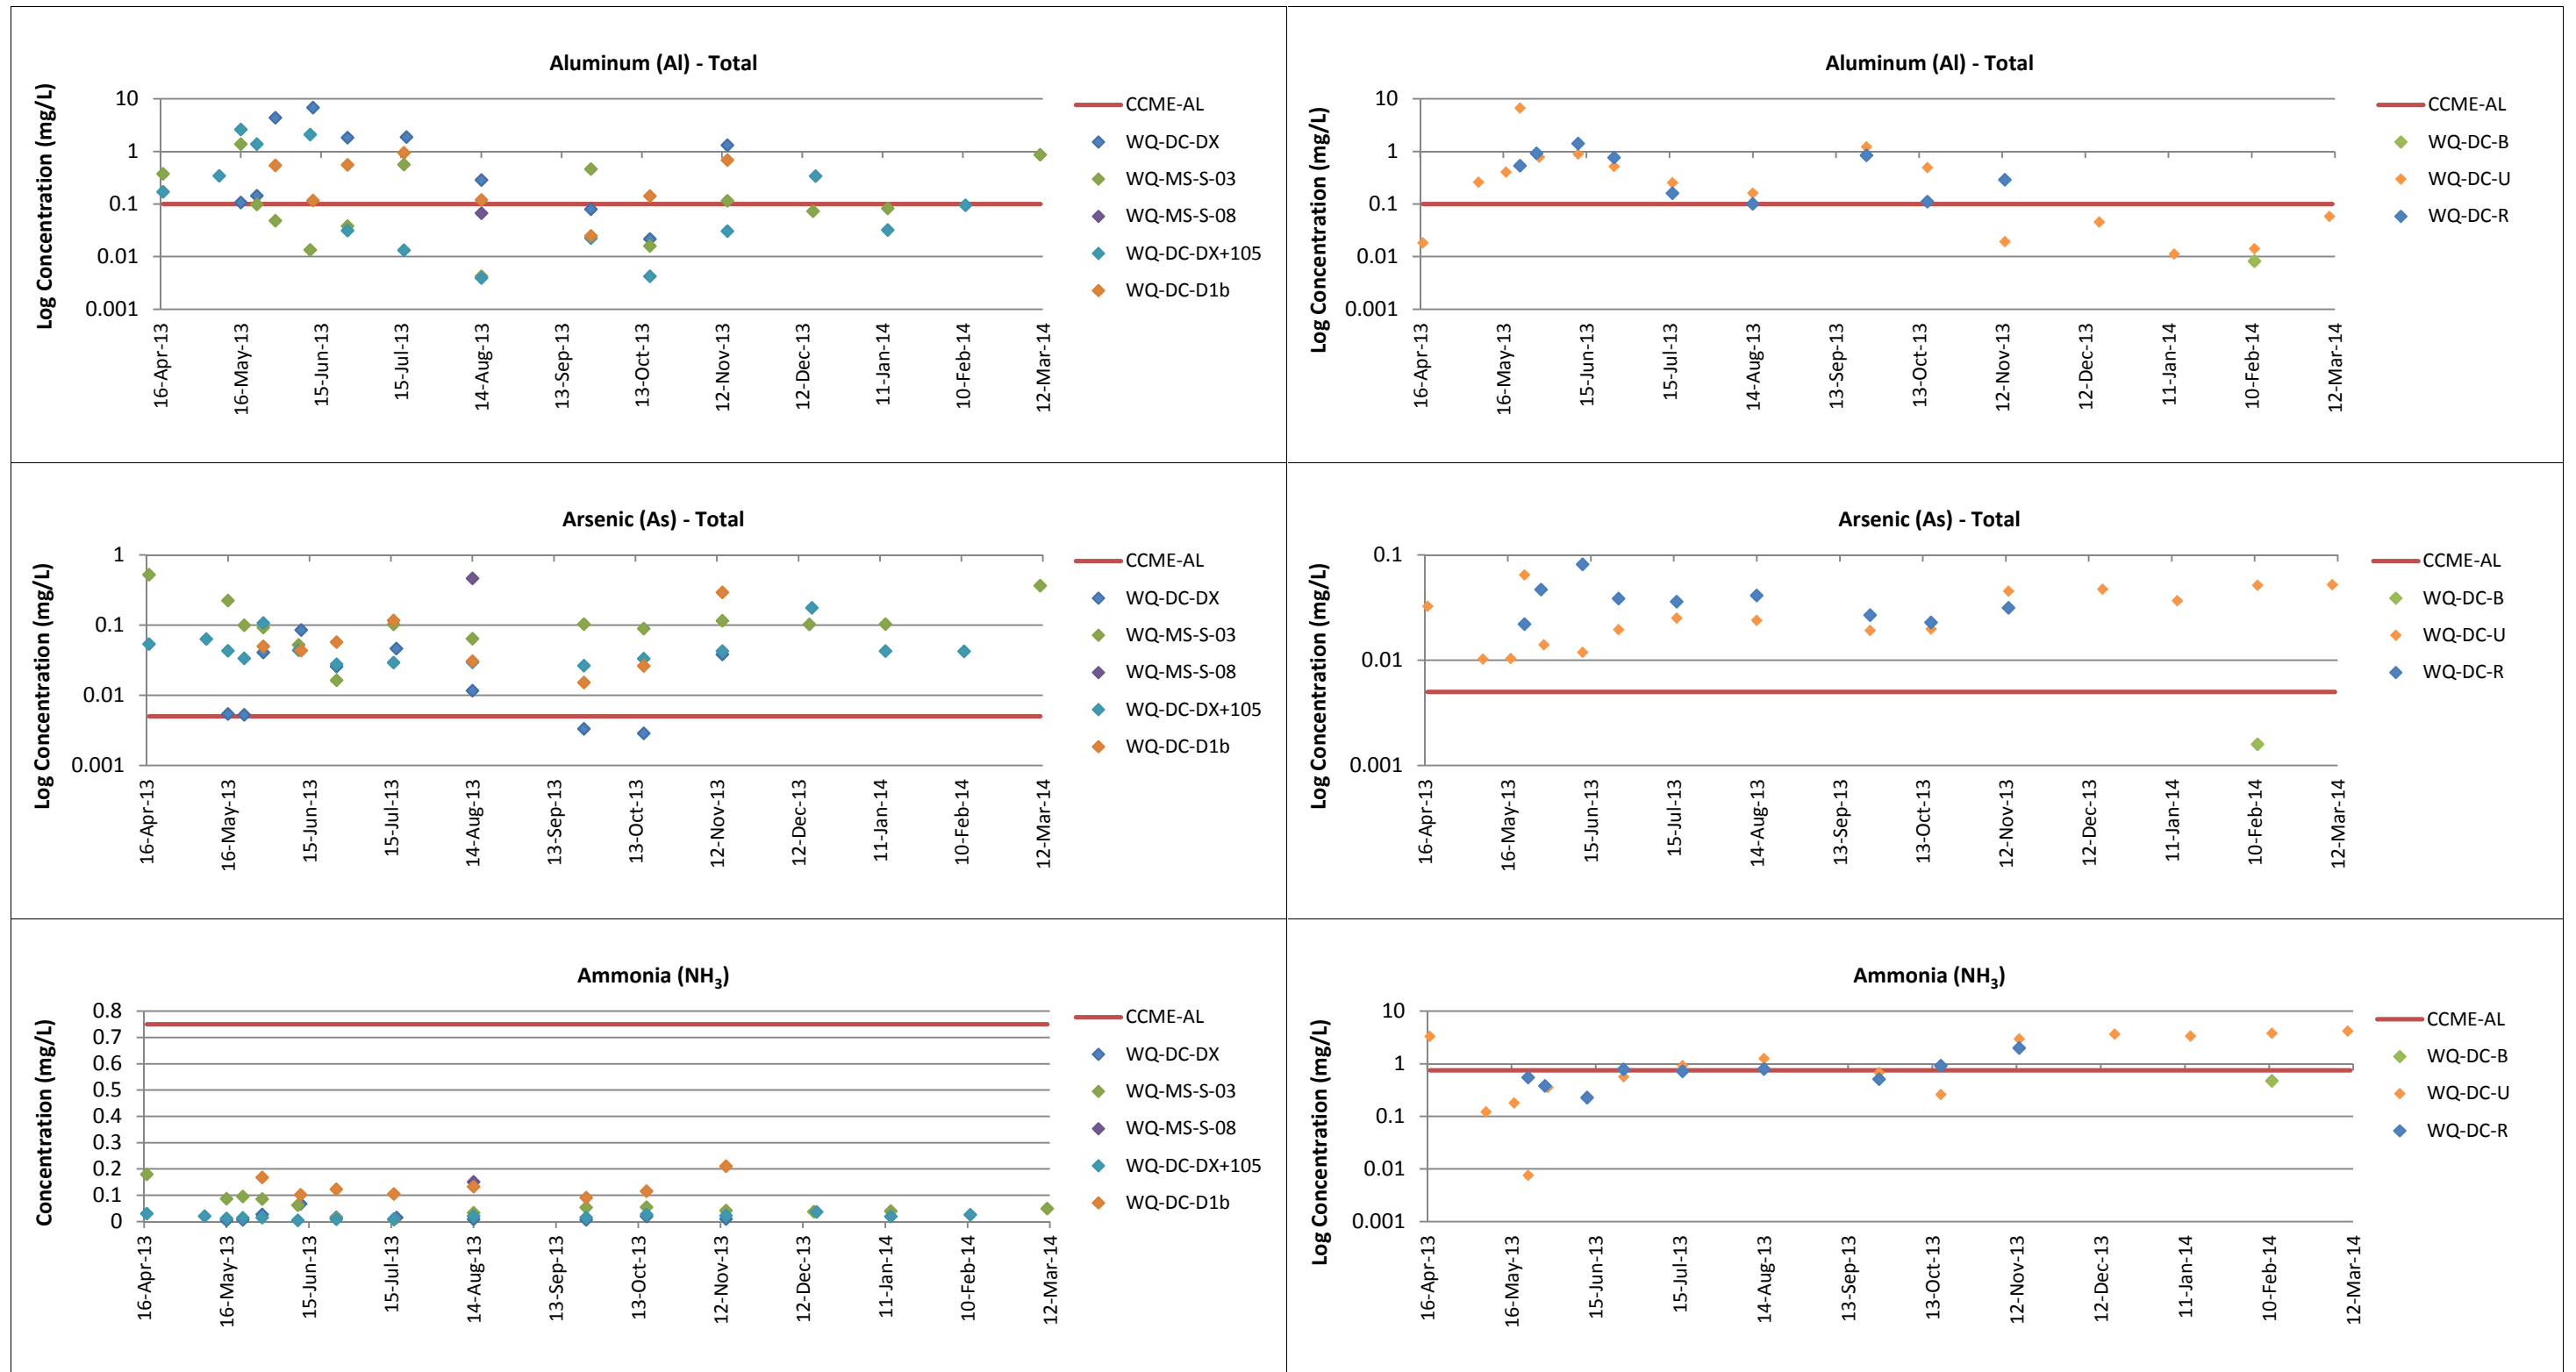 Aluminum (Al) - Total
Log Concentration (mg/L)
10
1
0.1
0.01
0.001
16-Apr-13
16-May-13
15-Jun-13
15-Jul-13
14-Aug-13
13-Sep-13
13-Oct-13
12-Nov-13
12-Dec-13
11-Jan-14
10-Feb-14
12-Mar-14
CCME-AL
WQ-DC-DX
WQ-MS-S-03
WQ-MS-S-08
WQ-DC-DX+105
WQ-DC-D1b
Aluminum (Al) - Total
Log Concentration (mg/L)
10
1
0.1
0.01
0.001
16-Apr-13
16-May-13
15-Jun-13
15-Jul-13
14-Aug-13
13-Sep-13
13-Oct-13
12-Nov-13
12-Dec-13
11-Jan-14
10-Feb-14
12-Mar-14
CCME-AL
WQ-DC-B
WQ-DC-U
WQ-DC-R
Arsenic (As) - Total
Log Concentration (mg/L)
1
0.1
0.01
0.001
16-Apr-13
16-May-13
15-Jun-13
15-Jul-13
14-Aug-13
13-Sep-13
13-Oct-13
12-Nov-13
12-Dec-13
11-Jan-14
10-Feb-14
12-Mar-14
CCME-AL
WQ-DC-DX
WQ-MS-S-03
WQ-MS-S-08
WQ-DC-DX+105
WQ-DC-D1b
Arsenic (As) - Total
Log Concentration (mg/L)
0.1
0.01
0.001
16-Apr-13
16-May-13
15-Jun-13
15-Jul-13
14-Aug-13
13-Sep-13
13-Oct-13
12-Nov-13
12-Dec-13
11-Jan-14
10-Feb-14
12-Mar-14
CCME-AL
WQ-DC-B
WQ-DC-U
WQ-DC-R
Ammonia (NH₃)
Concentration (mg/L)
0.8
0.7
0.6
0.5
0.4
0.3
0.2
0.1
0
16-Apr-13
16-May-13
15-Jun-13
15-Jul-13
14-Aug-13
13-Sep-13
13-Oct-13
12-Nov-13
12-Dec-13
11-Jan-14
10-Feb-14
12-Mar-14
CCME-AL
WQ-DC-DX
WQ-MS-S-03
WQ-MS-S-08
WQ-DC-DX+105
WQ-DC-D1b
Ammonia (NH₃)
Log Concentration (mg/L)
10
1
0.1
0.01
0.001
16-Apr-13
16-May-13
15-Jun-13
15-Jul-13
14-Aug-13
13-Sep-13
13-Oct-13
12-Nov-13
12-Dec-13
11-Jan-14
10-Feb-14
12-Mar-14
CCME-AL
WQ-DC-B
WQ-DC-U
WQ-DC-R